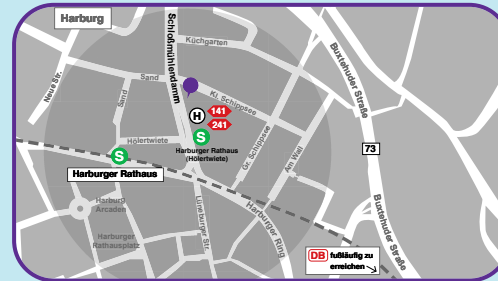 Harburg
Schloßmühlendamm
Küchgarten
Buxtehuder Straße
Neue Str.
Sand
Sand
Kl. Schippsee
H
141
241
S
Harburger Rathaus
(Hölertwiete)
Hölertwiete
Gr. Schippsee
Am Wall
73
S
Harburger Rathaus
Harburg
Arcaden
Harburger
Rathausplatz
Lüneburger Str.
Harburger Ring
Buxtehuder Straße
DB fußläufig zu
erreichen